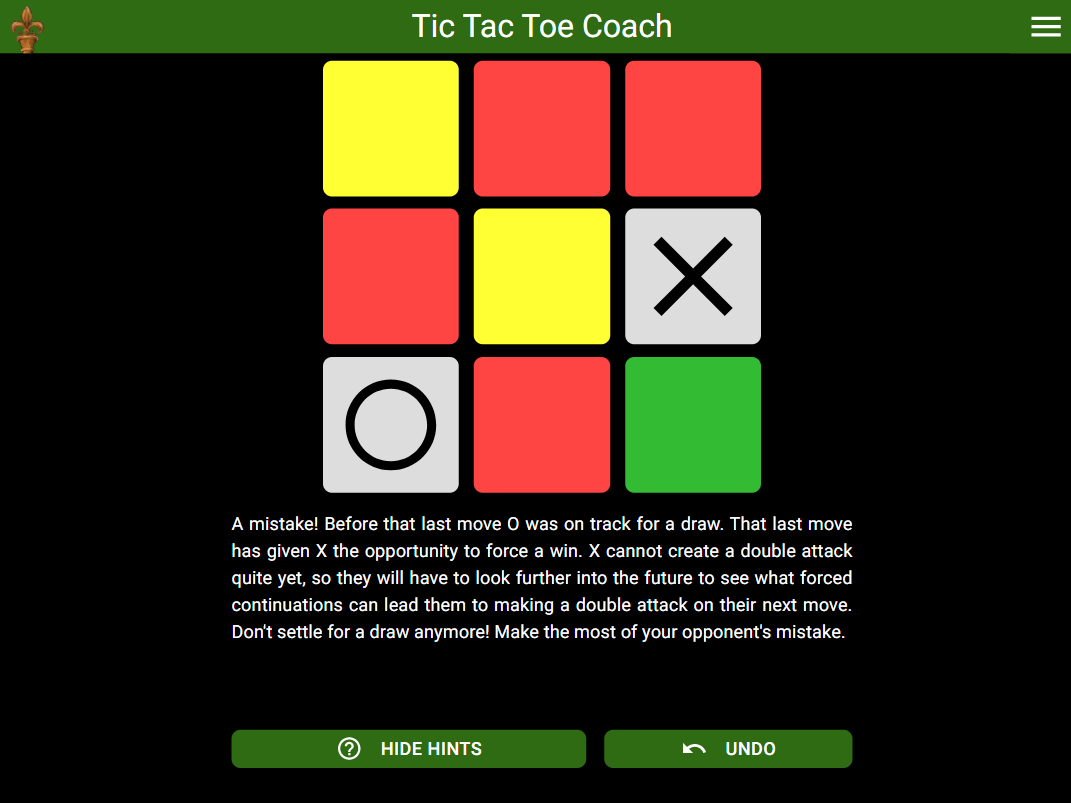 Tic Tac Toe Coach
A mistake! Before that last move O was on track for a draw. That last move
has given X the opportunity to force a win. X cannot create a double attack
quite yet, so they will have to look further into the future to see what forced
continuations can lead them to making a double attack on their next move.
Don't settle for a draw anymore! Make the most of your opponent's mistake.
HIDE HINTS
UNDO